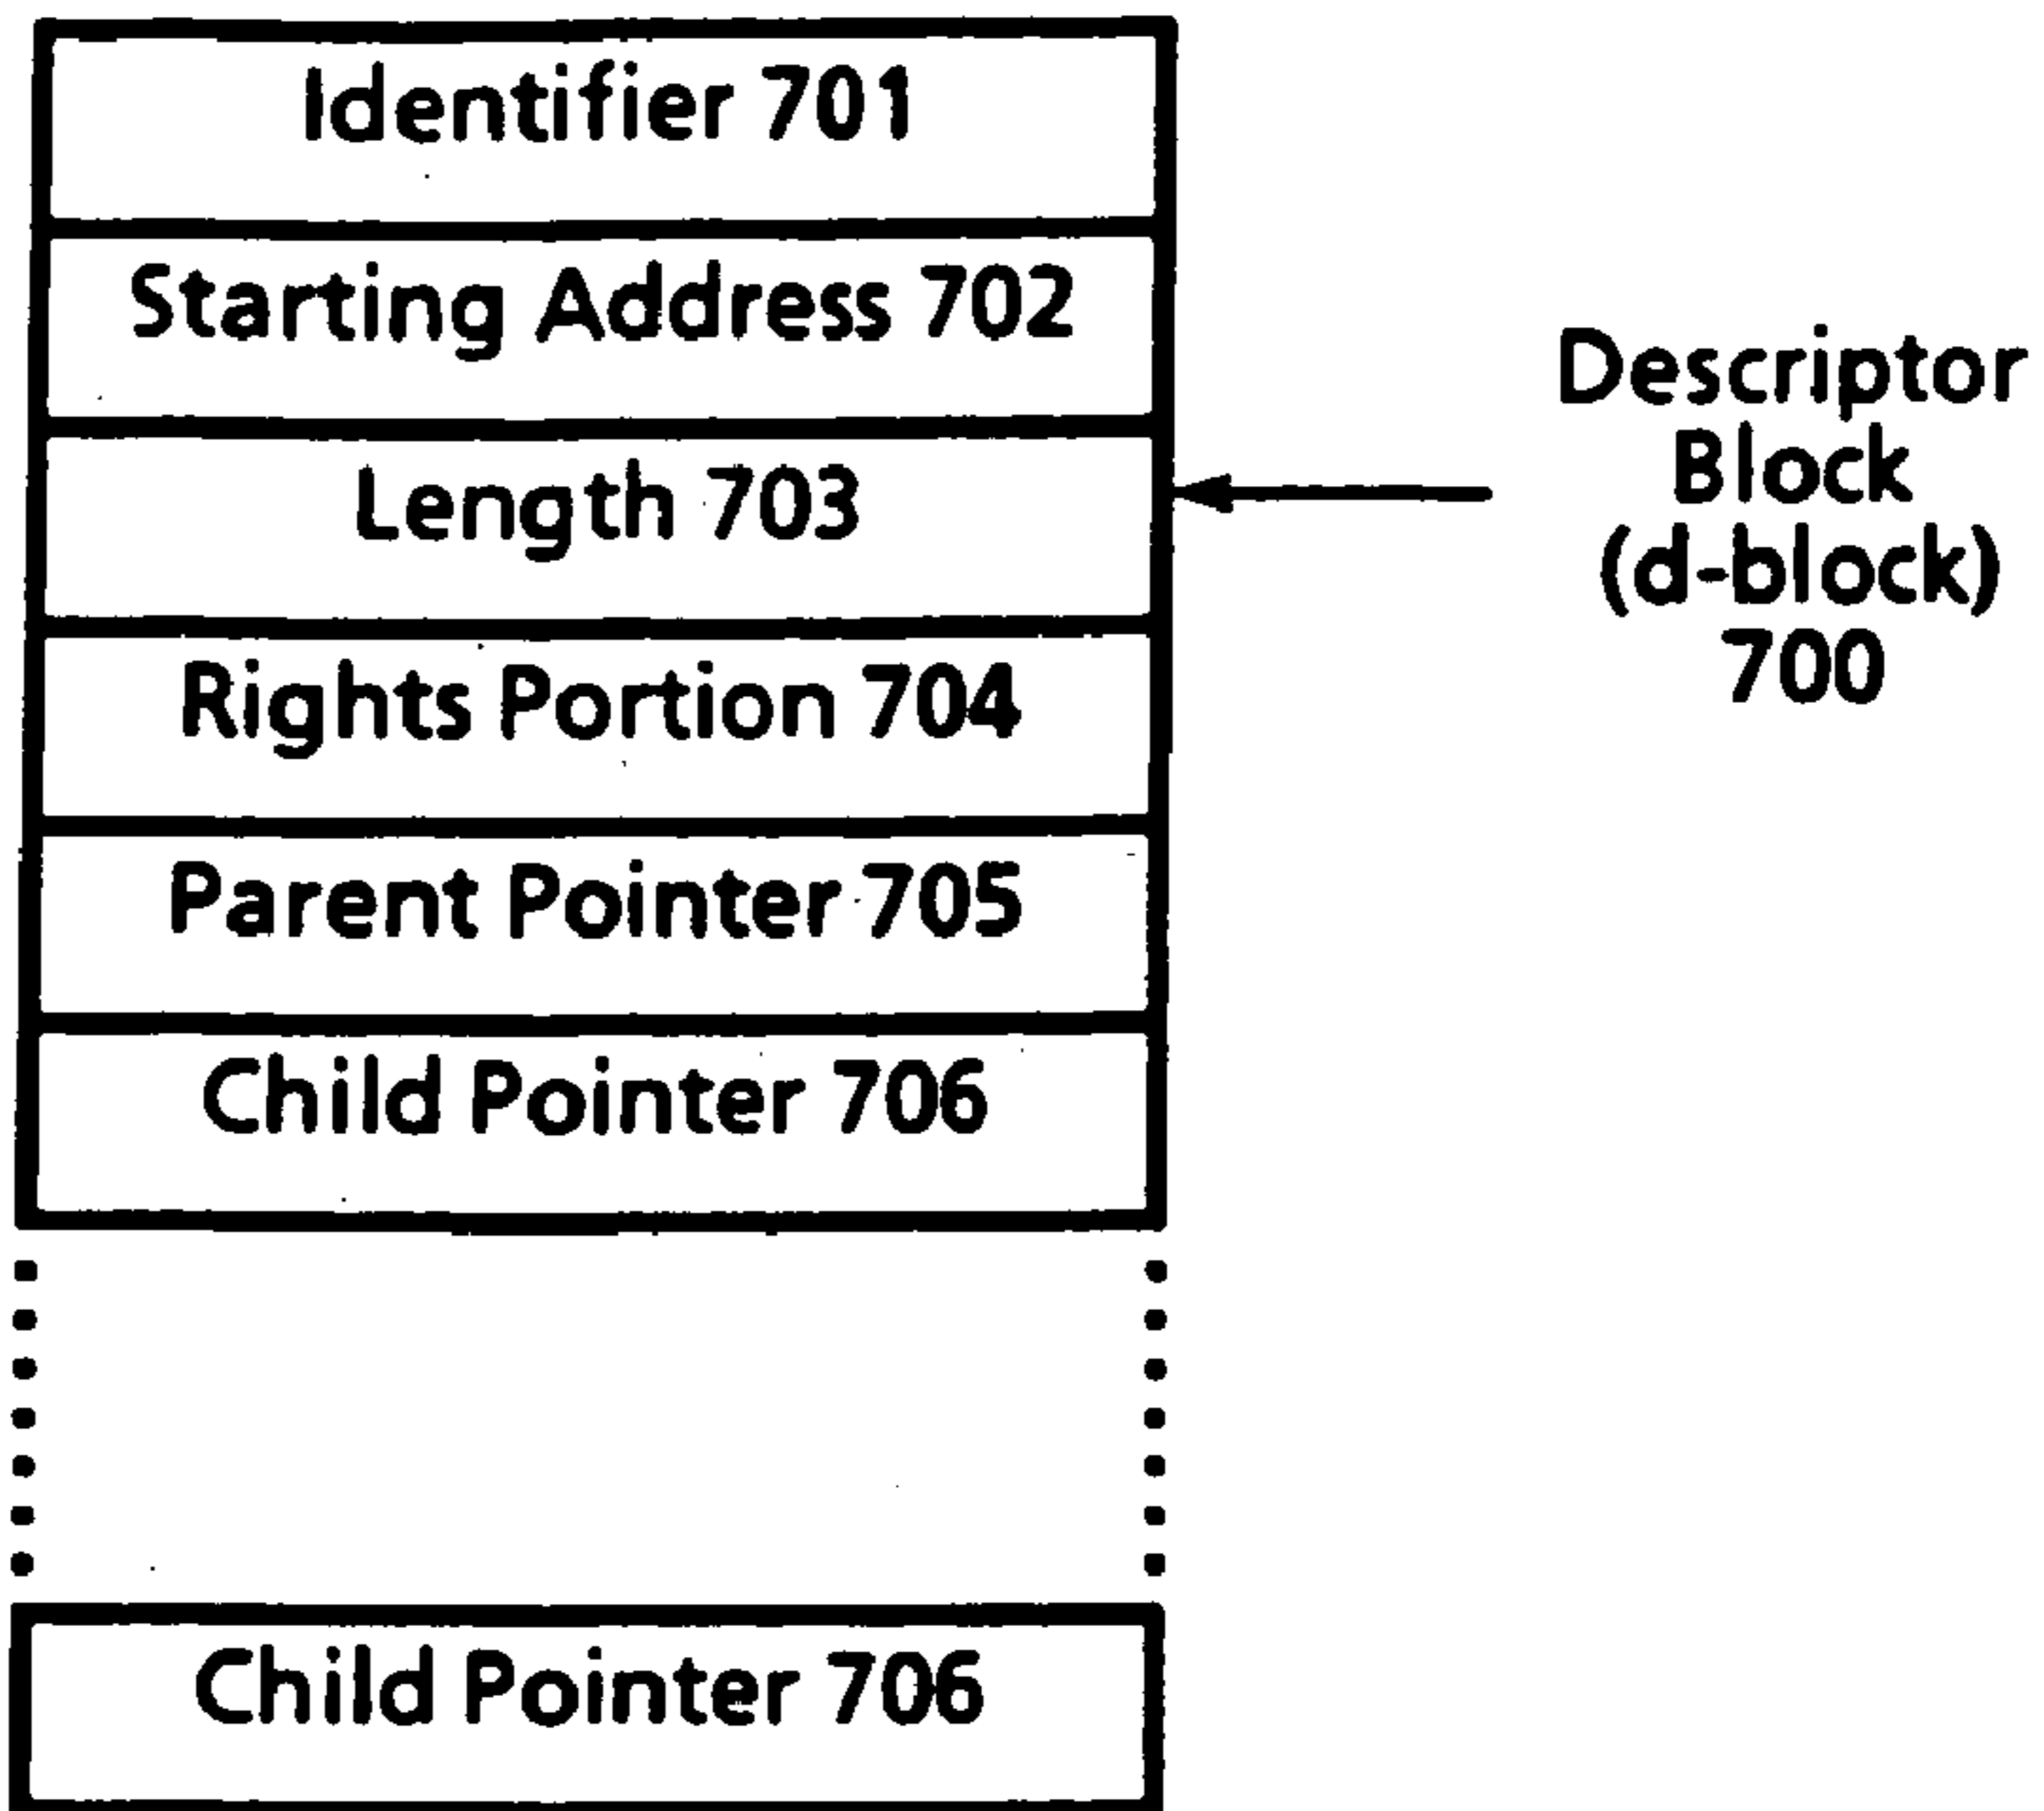 Identifier 701
Starting Address 702
Length 703
Rights Portion 704
Parent Pointer 705
Child Pointer 706
Child Pointer 706
Descriptor
Block
(d-block)
700